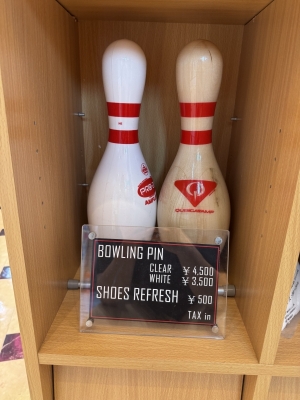 BOWLING PIN
CLEAR ¥ 4,500
WHITE ¥ 3,500
SHOES REFRESH ¥ 500
TAX in